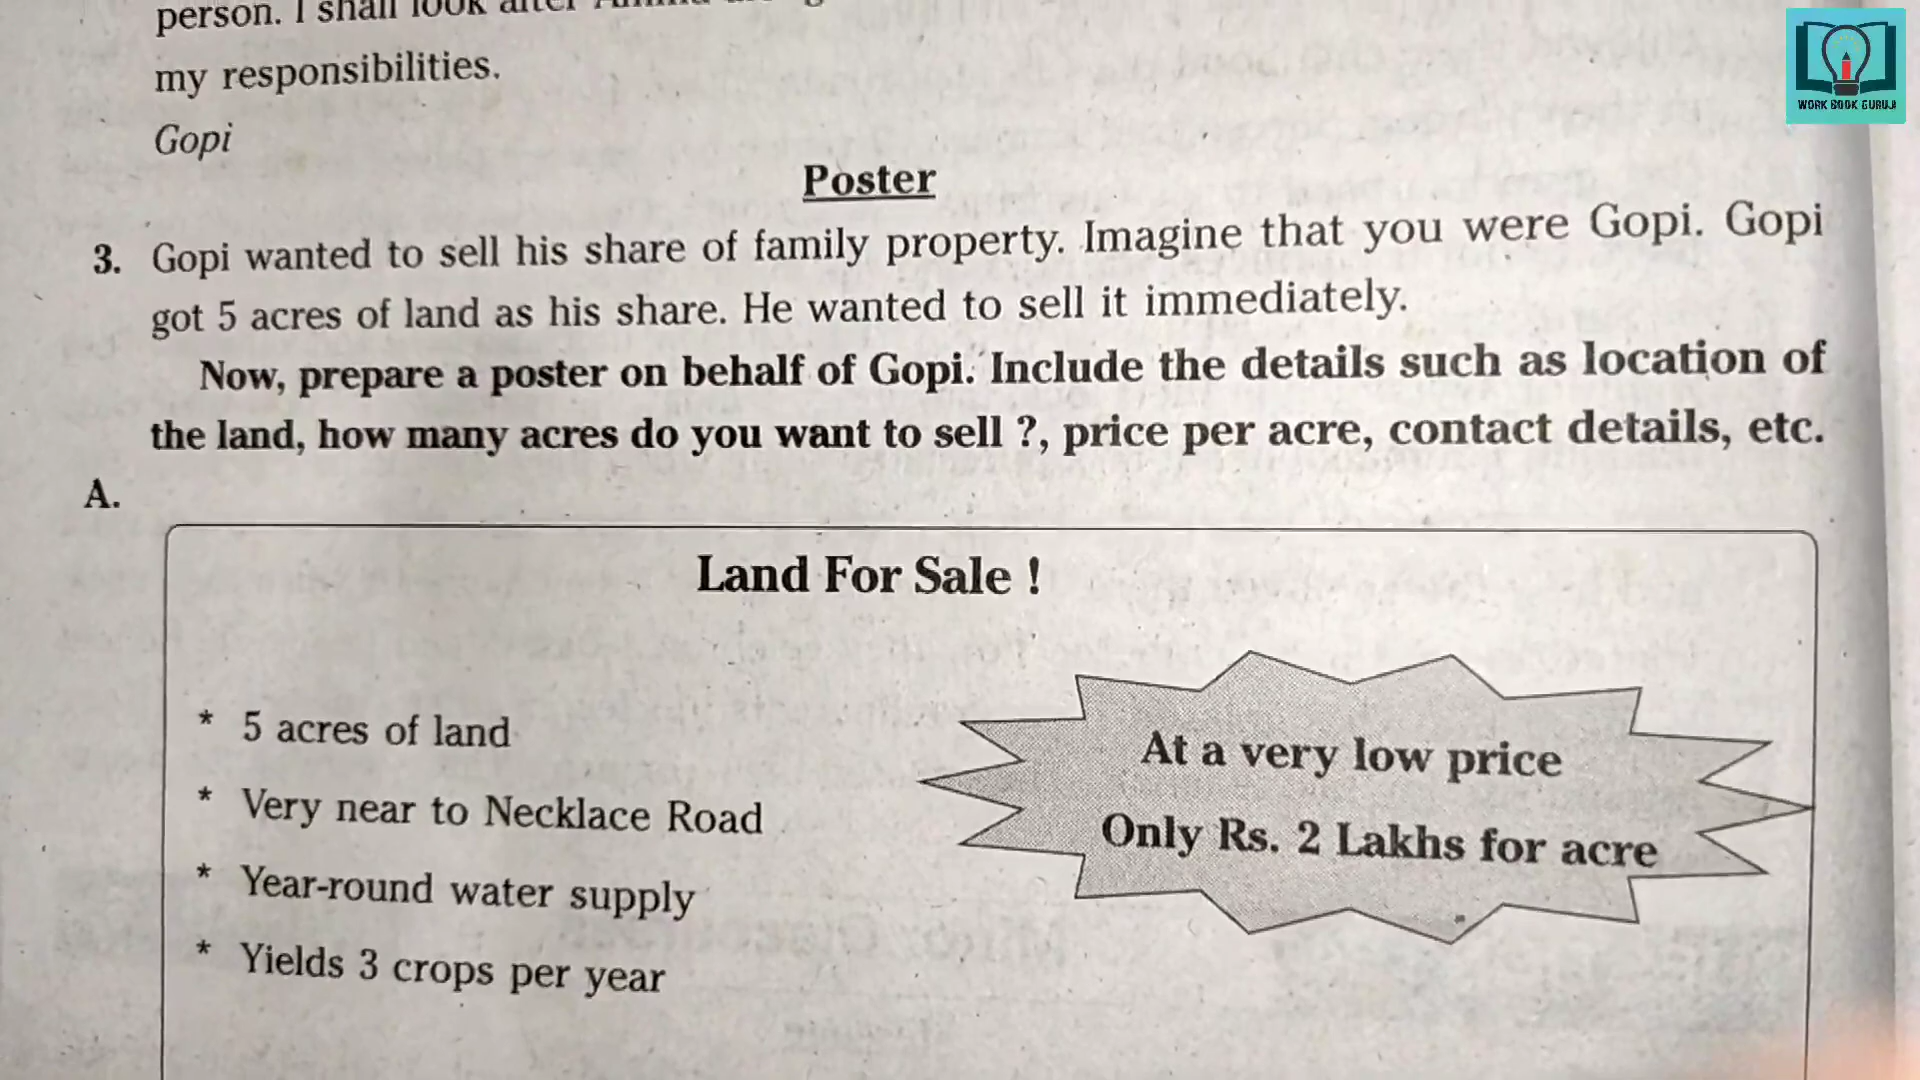 person. I shall look after
my responsibilities.
Gopi
WORK BOOK GURUJI
Poster
3. Gopi wanted to sell his share of family property. Imagine that you were Gopi. Gopi
got 5 acres of land as his share. He wanted to sell it immediately.
Now, prepare a poster on behalf of Gopi. Include the details such as location of
the land, how many acres do you want to sell ?, price per acre, contact details, etc.
A.
Land For Sale !
* 5 acres of land
* Very near to Necklace Road
* Year-round water supply
* Yields 3 crops per year
At a very low price
Only Rs. 2 Lakhs for acre